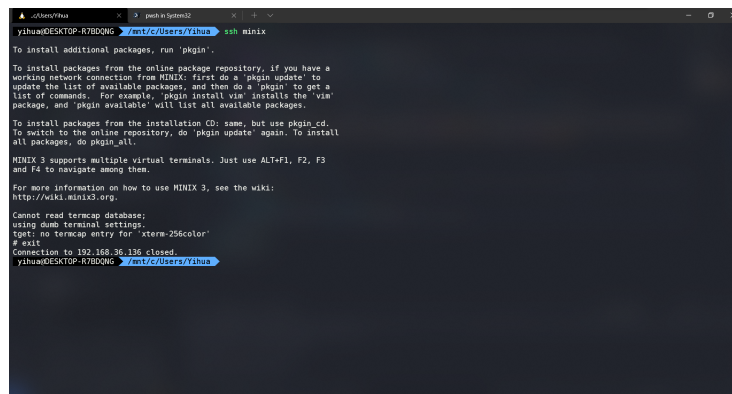 ..c/Users/Yihua
pwsh in System32
yihua@DESKTOP-R7BDQNG /mnt/c/Users/Yihua ssh minix
To install additional packages, run 'pkgin'.
To install packages from the online package repository, if you have a
working network connection from MINIX: first do a 'pkgin update' to
update the list of available packages, and then do a 'pkgin' to get a
list of commands.  For example, 'pkgin install vim' installs the 'vim'
package, and 'pkgin available' will list all available packages.
To install packages from the installation CD: same, but use pkgin_cd.
To switch to the online repository, do 'pkgin update' again. To install
all packages, do pkgin_all.
MINIX 3 supports multiple virtual terminals. Just use ALT+F1, F2, F3
and F4 to navigate among them.
For more information on how to use MINIX 3, see the wiki:
http://wiki.minix3.org.
Cannot read termcap database;
using dumb terminal settings.
tget: no termcap entry for 'xterm-256color'
# exit
Connection to 192.168.36.136 closed.
yihua@DESKTOP-R7BDQNG /mnt/c/Users/Yihua